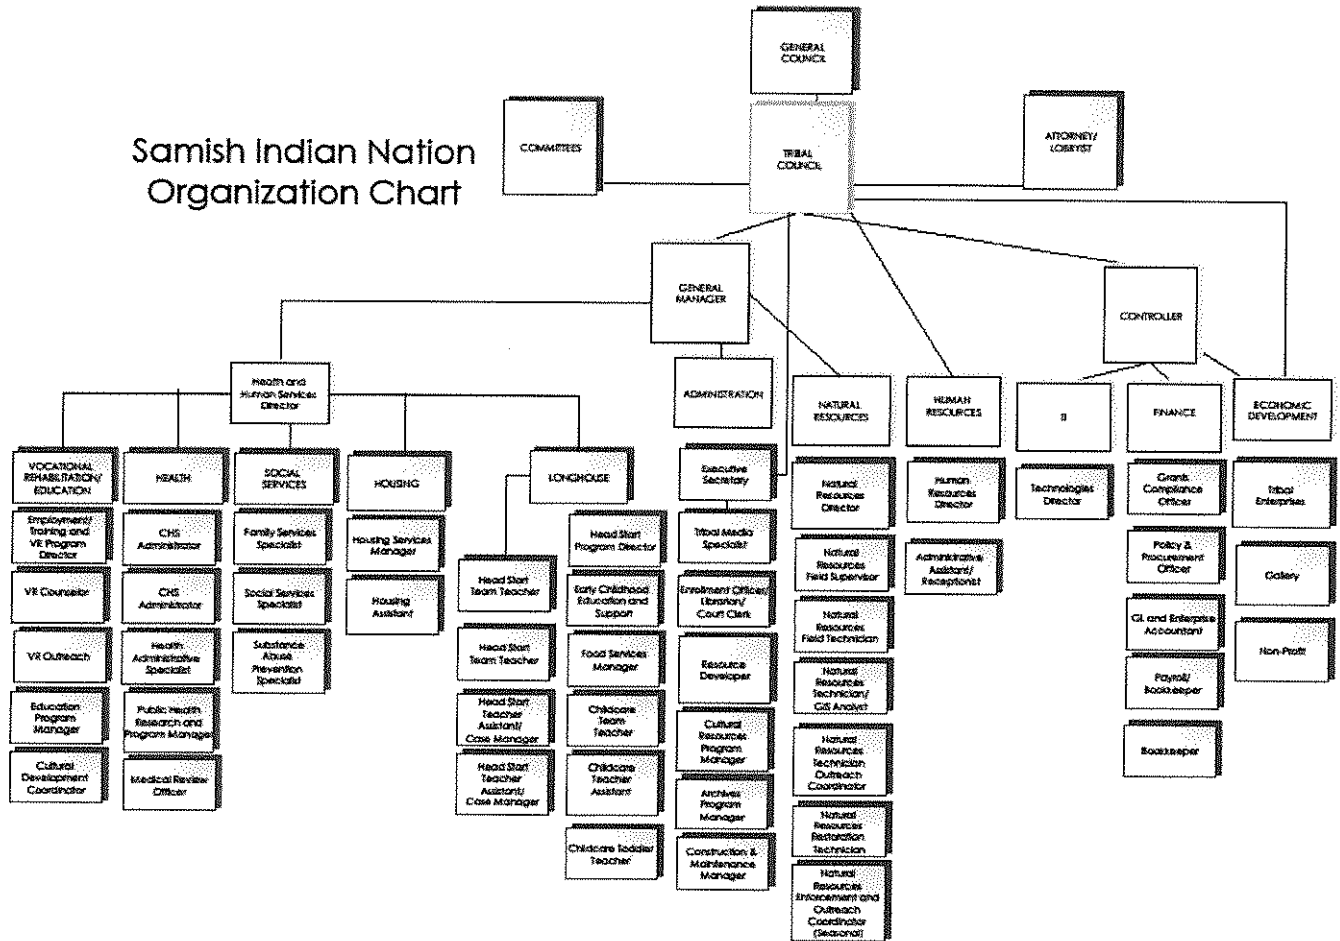 GENERAL
COUNCIL
Samish Indian Nation
Organization Chart
COMMITTEES
TRIBAL
COUNCIL
ATTORNEY/
LOBBYIST
GENERAL
MANAGER
CONTROLLER
Health and
Human Services
Director
ADMINISTRATION
NATURAL
RESOURCES
HUMAN
RESOURCES
FINANCE
ECONOMIC
DEVELOPMENT
VOCATIONAL
REHABILITATION/
EDUCATION
Employment/
Training and
VR Program
Director
VR Counselor
VR Outreach
Education
Program
Manager
Cultural
Development
Coordinator
HEALTH
CHS
Administrator
CHS
Administrator
Health
Administrative
Specialist
Public Health
Research and
Program Manager
Medical Review
Officer
SOCIAL
SERVICES
Family Services
Specialist
Social Services
Specialist
Substance
Abuse
Prevention
Specialist
HOUSING
Housing Services
Manager
Housing
Assistant
LONGHOUSE
Head Start
Team Teacher
Head Start
Team Teacher
Head Start
Teacher
Assistant/
Case Manager
Head Start
Teacher
Assistant/
Case Manager
Head Start
Program Director
Early Childhood
Education and
Support
Food Services
Manager
Childcare
Team
Teacher
Childcare
Teacher
Assistant
Childcare Toddler
Teacher
Executive
Secretary
Tribal Media
Specialist
Enrollment Officer/
Librarian/
Court Clerk
Resource
Developer
Cultural
Resources
Program
Manager
Archives
Program
Manager
Construction &
Maintenance
Manager
Natural
Resources
Director
Natural
Resources
Field Supervisor
Natural
Resources
Field Technician
Natural
Resources
Technician/
GIS Analyst
Natural
Resources
Technician
Outreach
Coordinator
Natural
Resources
Restoration
Technician
Natural
Resources
Enforcement and
Outreach
Coordinator
(Seasonal)
Human
Resources
Director
Administrative
Assistant/
Receptionist
Technologies
Director
Grants
Compliance
Officer
Policy &
Procurement
Officer
GL and Enterprise
Accountant
Payroll/
Bookkeeper
Bookkeeper
Tribal
Enterprises
Gallery
Non-Profit